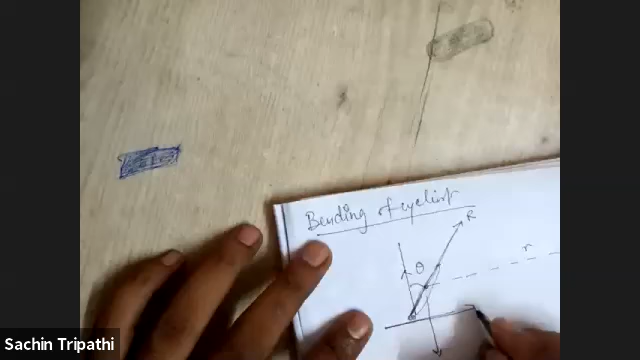 Bending of cyclist
R
θ
r
Sachin Tripathi